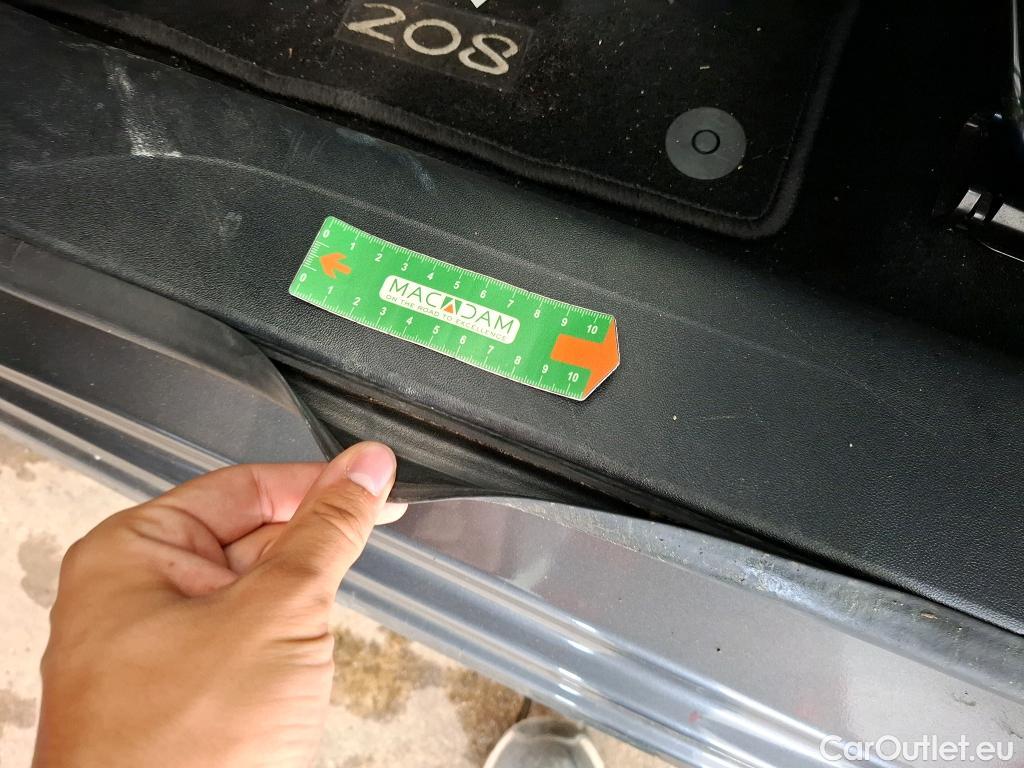 208
0 1 2 3 4 5 6 7 8 9 10
MACADAM
ON THE ROAD TO EXCELLENCE
0 1 2 3 4 5 6 7 8 9 10
CarOutlet.eu